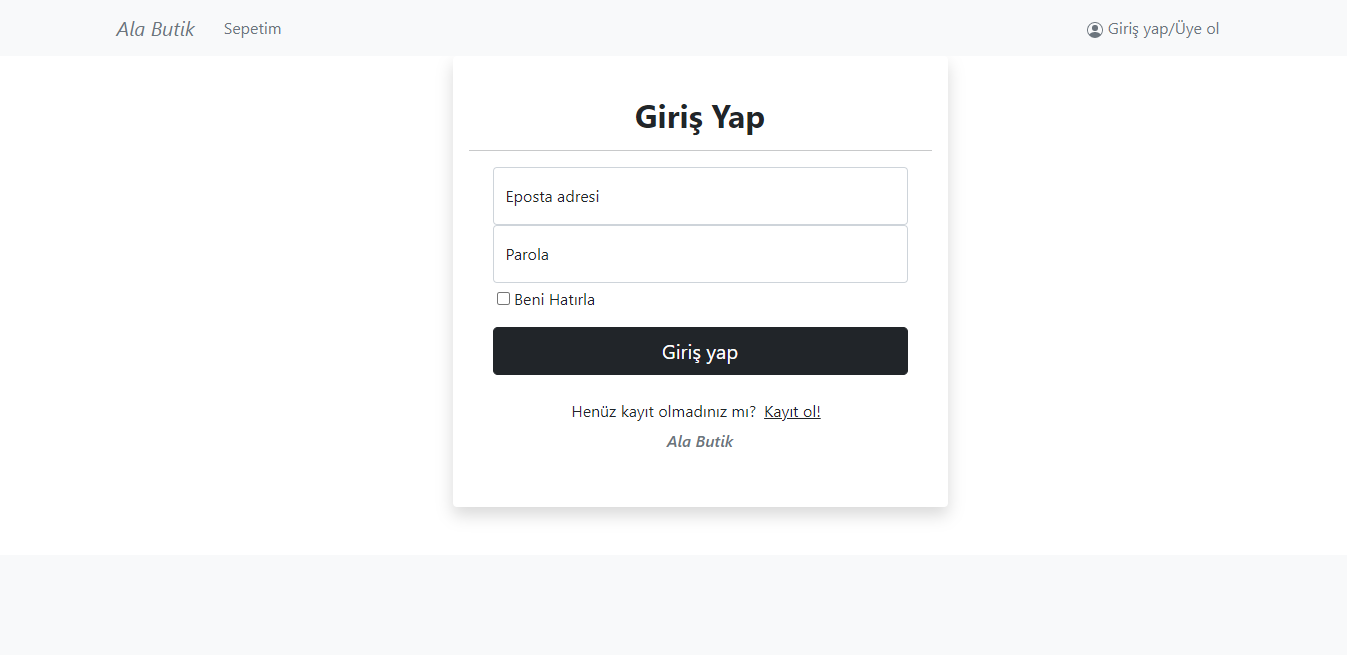 Ala Butik Sepetim Giriş yap/Üye ol
Giriş Yap
Eposta adresi
Parola
Beni Hatırla
Giriş yap
Henüz kayıt olmadınız mı? Kayıt ol!
Ala Butik